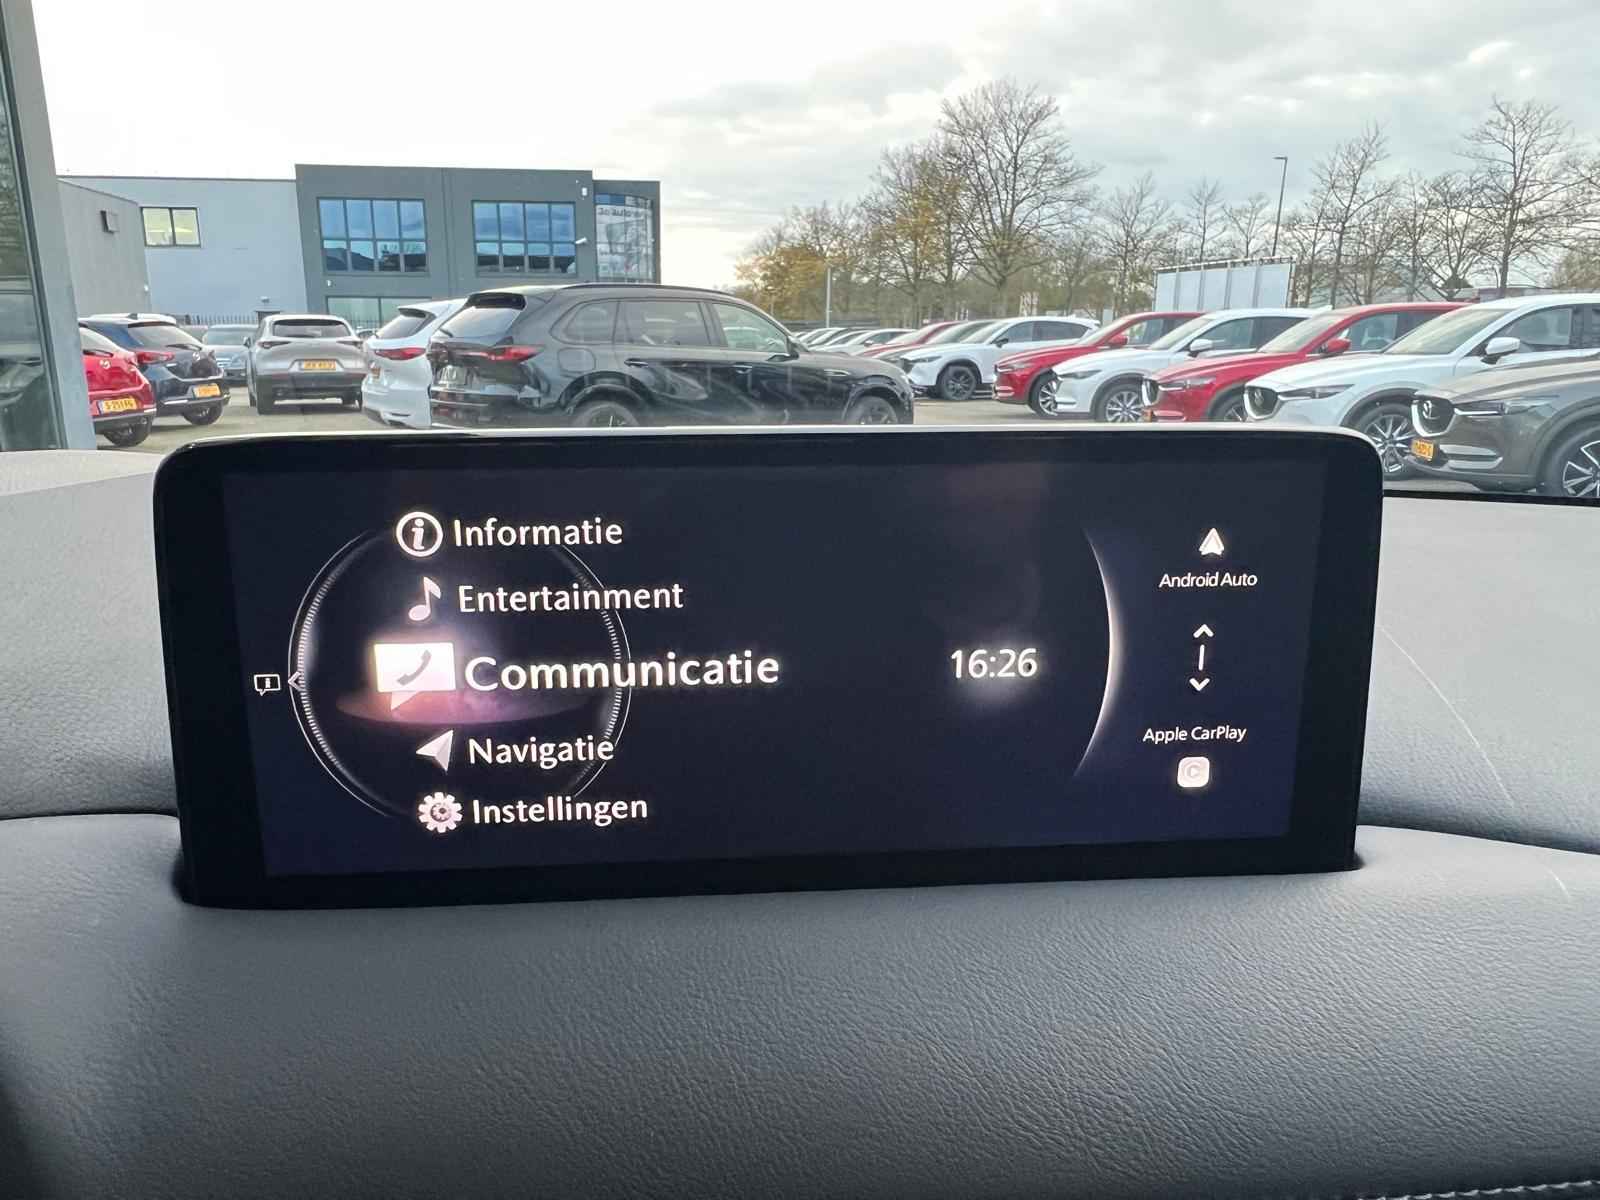 Informatie
Entertainment
Communicatie
Navigatie
Instellingen
16:26
Android Auto
Apple CarPlay